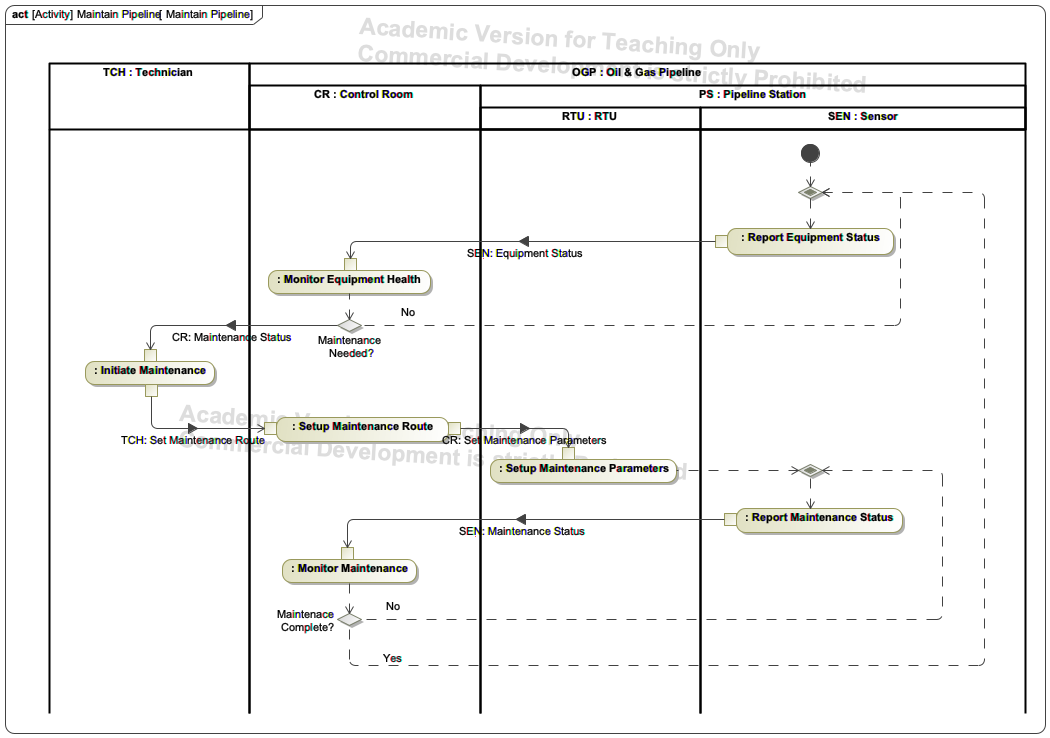 act [Activity] Maintain Pipeline[ Maintain Pipeline]
Academic Version for Teaching Only
Commercial Development is strictly Prohibited
TCH : Technician
OGP : Oil & Gas Pipeline
CR : Control Room
PS : Pipeline Station
RTU : RTU
SEN : Sensor
: Report Equipment Status
SEN: Equipment Status
: Monitor Equipment Health
No
CR: Maintenance Status
Maintenance
Needed?
: Initiate Maintenance
Academic Version for Teaching Only
Commercial Development is strictly Prohibited
: Setup Maintenance Route
TCH: Set Maintenance Route
CR: Set Maintenance Parameters
: Setup Maintenance Parameters
: Report Maintenance Status
SEN: Maintenance Status
: Monitor Maintenance
No
Maintenace
Complete?
Yes